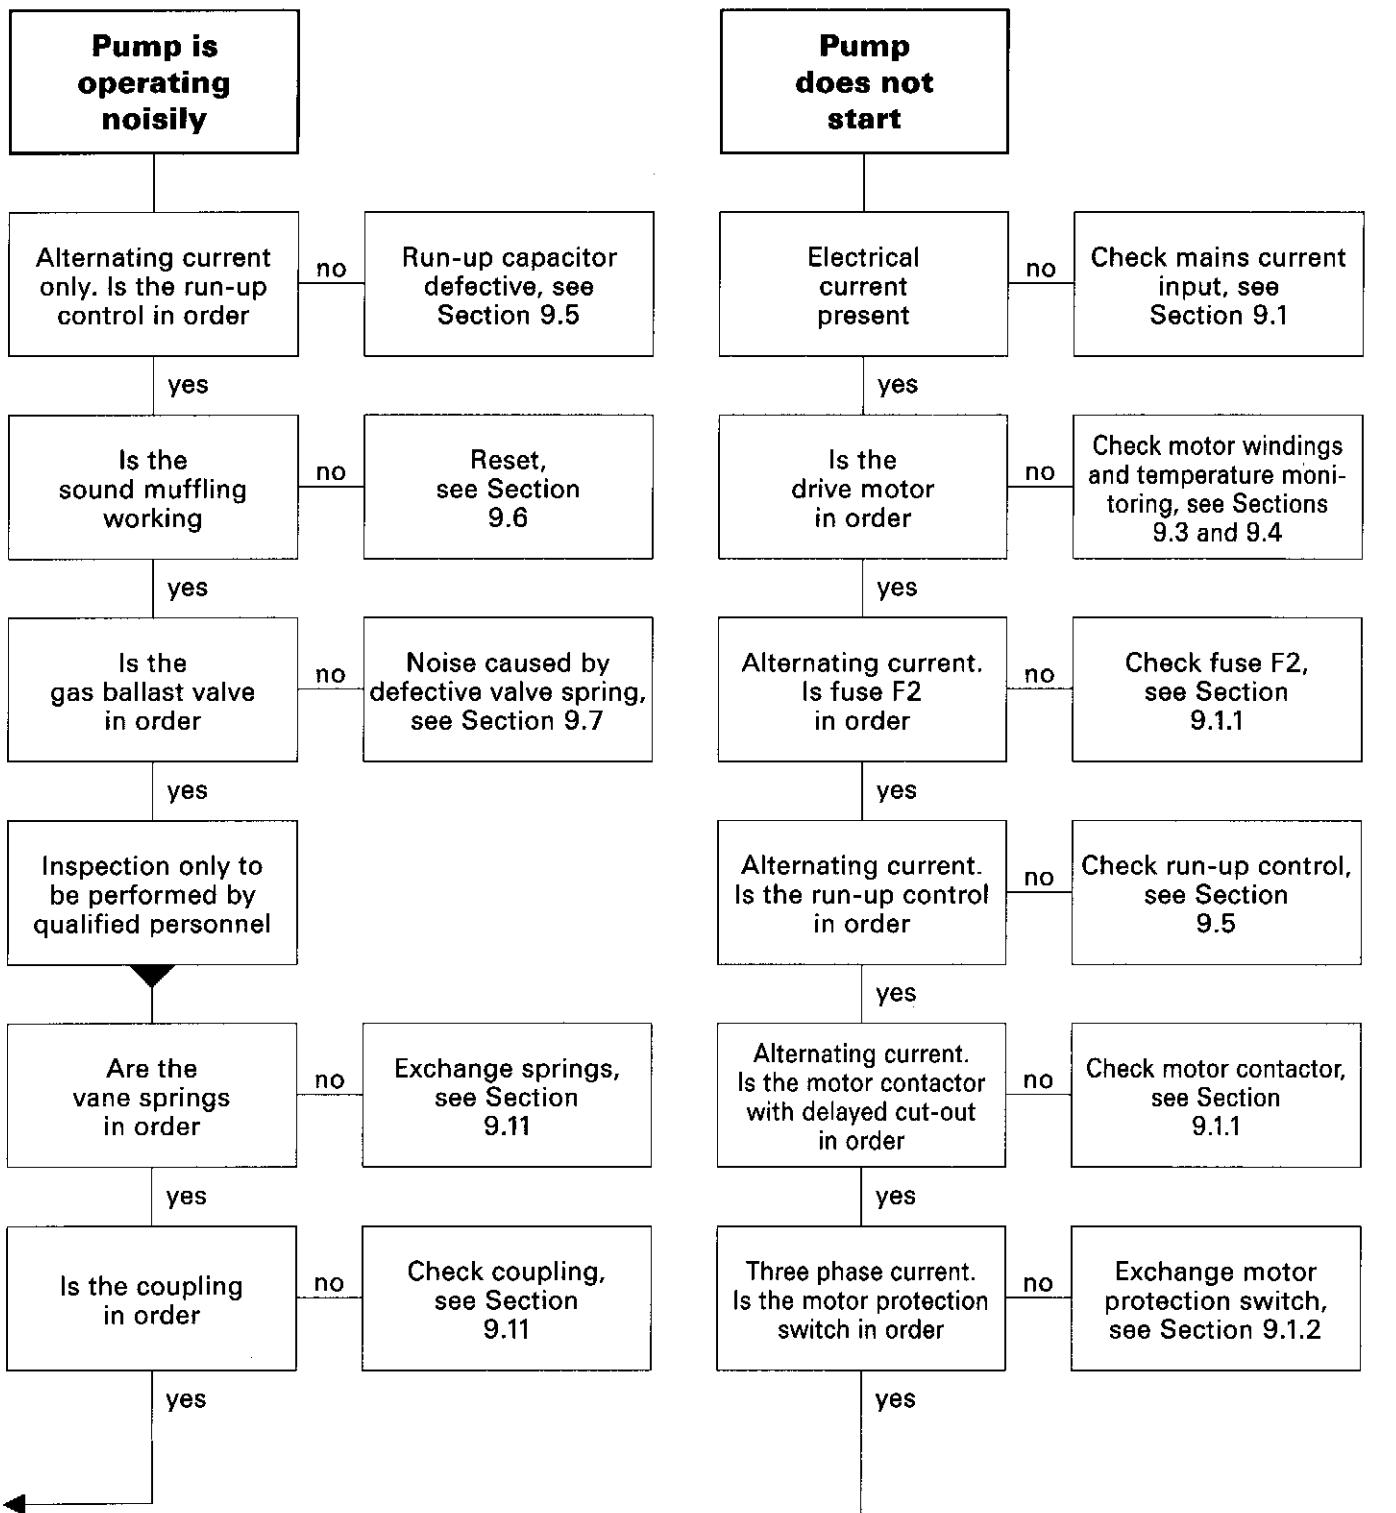 Pump is
operating
noisily
Alternating current
only. Is the run-up
control in order
no
Run-up capacitor
defective, see
Section 9.5
yes
Is the
sound muffling
working
no
Reset,
see Section
9.6
yes
Is the
gas ballast valve
in order
no
Noise caused by
defective valve spring,
see Section 9.7
yes
Inspection only to
be performed by
qualified personnel
Are the
vane springs
in order
no
Exchange springs,
see Section
9.11
yes
Is the coupling
in order
no
Check coupling,
see Section
9.11
yes
Pump
does not
start
Electrical
current
present
no
Check mains current
input, see
Section 9.1
yes
Is the
drive motor
in order
no
Check motor windings
and temperature moni-
toring, see Sections
9.3 and 9.4
yes
Alternating current.
Is fuse F2
in order
no
Check fuse F2,
see Section
9.1.1
yes
Alternating current.
Is the run-up control
in order
no
Check run-up control,
see Section
9.5
yes
Alternating current.
Is the motor contactor
with delayed cut-out
in order
no
Check motor contactor,
see Section
9.1.1
yes
Three phase current.
Is the motor protection
switch in order
no
Exchange motor
protection switch,
see Section 9.1.2
yes